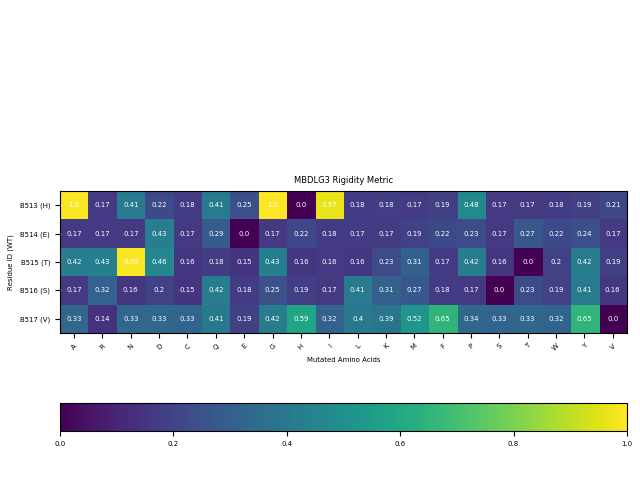 MBDLG3 Rigidity Metric
Residue ID (WT)
B513 (H) 1.0 0.17 0.41 0.22 0.18 0.41 0.25 1.0 0.0 0.97 0.18 0.18 0.17 0.19 0.48 0.17 0.17 0.18 0.19 0.21
B514 (E) 0.17 0.17 0.17 0.43 0.17 0.29 0.0 0.17 0.22 0.18 0.17 0.17 0.19 0.22 0.23 0.17 0.27 0.22 0.24 0.17
B515 (T) 0.42 0.43 0.99 0.46 0.16 0.18 0.15 0.43 0.16 0.16 0.16 0.23 0.31 0.17 0.42 0.16 0.0 0.2 0.42 0.19
B516 (S) 0.17 0.32 0.16 0.2 0.15 0.42 0.18 0.25 0.19 0.17 0.41 0.31 0.27 0.18 0.17 0.0 0.23 0.19 0.41 0.16
B517 (V) 0.33 0.14 0.33 0.33 0.33 0.41 0.19 0.42 0.59 0.32 0.4 0.39 0.52 0.65 0.34 0.33 0.33 0.32 0.65 0.0
A R N D C Q E G H I L K M F P S T W Y V
Mutated Amino Acids
0.0 0.2 0.4 0.6 0.8 1.0